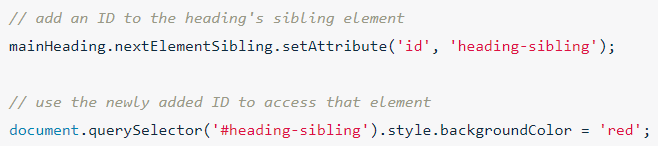 // add an ID to the heading's sibling element
mainHeading.nextElementSibling.setAttribute('id', 'heading-sibling');
// use the newly added ID to access that element
document.querySelector('#heading-sibling').style.backgroundColor = 'red';